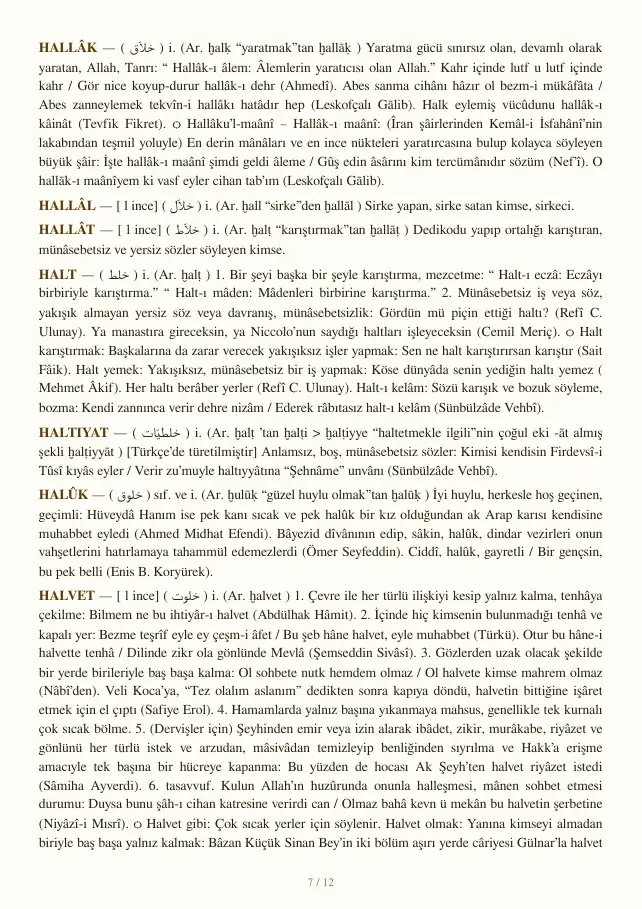 HALLÂK — ( خلاّق ) i. (Ar. ḫalḳ “yaratmak”tan ḫallāḳ ) Yaratma gücü sınırsız olan, devamlı olarak
yaratan, Allah, Tanrı: “ Hallâk-ı âlem: Âlemlerin yaratıcısı olan Allah.” Kahr içinde lutf u lutf içinde
kahr / Gör nice koyup-durur hallâk-ı dehr (Ahmedî). Abes sanma cihânı hâzır ol bezm-i mükâfâta /
Abes zanneylemek tekvîn-i hallâkı hatâdır hep (Leskofçalı Gālib). Halk eylemiş vücûdunu hallâk-ı
kâinât (Tevfik Fikret). ѻ Hallâku’l-maânî – Hallâk-ı maânî: (Îran şâirlerinden Kemâl-i İsfahânî’nin
lakabından teşmil yoluyle) En derin mânâları ve en ince nükteleri yaratırcasına bulup kolayca söyleyen
büyük şâir: İşte hallâk-ı maânî şimdi geldi âleme / Gûş edin âsârını kim tercümânıdır sözüm (Nef’î). O
hallāk-ı maânîyem ki vasf eyler cihan tab’ım (Leskofçalı Gālib).
HALLÂL — [ l ince] ( خلاّل ) i. (Ar. ḫall “sirke”den ḫallāl ) Sirke yapan, sirke satan kimse, sirkeci.
HALLÂT — [ l ince] ( خلاّط ) i. (Ar. ḫalṭ “karıştırmak”tan ḫallāṭ ) Dedikodu yapıp ortalığı karıştıran,
münâsebetsiz ve yersiz sözler söyleyen kimse.
HALT — ( خلط ) i. (Ar. ḫalṭ ) 1. Bir şeyi başka bir şeyle karıştırma, mezcetme: “ Halt-ı eczâ: Eczâyı
birbiriyle karıştırma.” “ Halt-ı mâden: Mâdenleri birbirine karıştırma.” 2. Münâsebetsiz iş veya söz,
yakışık almayan yersiz söz veya davranış, münâsebetsizlik: Gördün mü piçin ettiği haltı? (Refî C.
Ulunay). Ya manastıra gireceksin, ya Niccolo’nun saydığı haltları işleyeceksin (Cemil Meriç). ѻ Halt
karıştırmak: Başkalarına da zarar verecek yakışıksız işler yapmak: Sen ne halt karıştırırsan karıştır (Sait
Fâik). Halt yemek: Yakışıksız, münâsebetsiz bir iş yapmak: Köse dünyâda senin yediğin haltı yemez (
Mehmet Âkif). Her haltı berâber yerler (Refî C. Ulunay). Halt-ı kelâm: Sözü karışık ve bozuk söyleme,
bozma: Kendi zannınca verir dehre nizâm / Ederek râbıtasız halt-ı kelâm (Sünbülzâde Vehbî).
HALTIYAT — ( خلطيّات ) i. (Ar. ḫalṭ ’tan ḫalṭі > ḫalṭiyye “haltetmekle ilgili”nin çoğul eki -āt almış
şekli ḫalṭiyyāt ) [Türkçe’de türetilmiştir] Anlamsız, boş, münâsebetsiz sözler: Kimisi kendisin Firdevsî-i
Tûsî kıyâs eyler / Verir zu’muyle haltıyyâtına “Şehnâme” unvânı (Sünbülzâde Vehbî).
HALÛK — ( خلوق ) sıf. ve i. (Ar. ḫulūḳ “güzel huylu olmak”tan ḫalūḳ ) İyi huylu, herkesle hoş geçinen,
geçimli: Hüveydâ Hanım ise pek kanı sıcak ve pek halûk bir kız olduğundan ak Arap karısı kendisine
muhabbet eyledi (Ahmed Midhat Efendi). Bâyezid dîvânının edip, sâkin, halûk, dindar vezirleri onun
vahşetlerini hatırlamaya tahammül edemezlerdi (Ömer Seyfeddin). Ciddî, halûk, gayretli / Bir gençsin,
bu pek belli (Enis B. Koryürek).
HALVET — [ l ince] ( خلوت ) i. (Ar. ḫalvet ) 1. Çevre ile her türlü ilişkiyi kesip yalnız kalma, tenhâya
çekilme: Bilmem ne bu ihtiyâr-ı halvet (Abdülhak Hâmit). 2. İçinde hiç kimsenin bulunmadığı tenhâ ve
kapalı yer: Bezme teşrîf eyle ey çeşm-i âfet / Bu şeb hâne halvet, eyle muhabbet (Türkü). Otur bu hâne-i
halvette tenhâ / Dilinde zikr ola gönlünde Mevlâ (Şemseddin Sivâsî). 3. Gözlerden uzak olacak şekilde
bir yerde birileriyle baş başa kalma: Ol sohbete nutk hemdem olmaz / Ol halvete kimse mahrem olmaz
(Nâbî’den). Veli Koca’ya, “Tez olalım aslanım” dedikten sonra kapıya döndü, halvetin bittiğine işâret
etmek için el çırptı (Safiye Erol). 4. Hamamlarda yalnız başına yıkanmaya mahsus, genellikle tek kurnalı
çok sıcak bölme. 5. (Dervişler için) Şeyhinden emir veya izin alarak ibâdet, zikir, murâkabe, riyâzet ve
gönlünü her türlü istek ve arzudan, mâsivâdan temizleyip benliğinden sıyrılma ve Hakk’a erişme
amacıyle tek başına bir hücreye kapanma: Bu yüzden de hocası Ak Şeyh’ten halvet riyâzet istedi
(Sâmiha Ayverdi). 6. tasavvuf. Kulun Allah’ın huzûrunda onunla halleşmesi, mânen sohbet etmesi
durumu: Duysa bunu şâh-ı cihan katresine verirdi can / Olmaz bahâ kevn ü mekân bu halvetin şerbetine
(Niyâzî-i Mısrî). ѻ Halvet gibi: Çok sıcak yerler için söylenir. Halvet olmak: Yanına kimseyi almadan
biriyle baş başa yalnız kalmak: Bâzan Küçük Sinan Bey’in iki bölüm aşırı yerde câriyesi Gülnar’la halvet
7 / 12